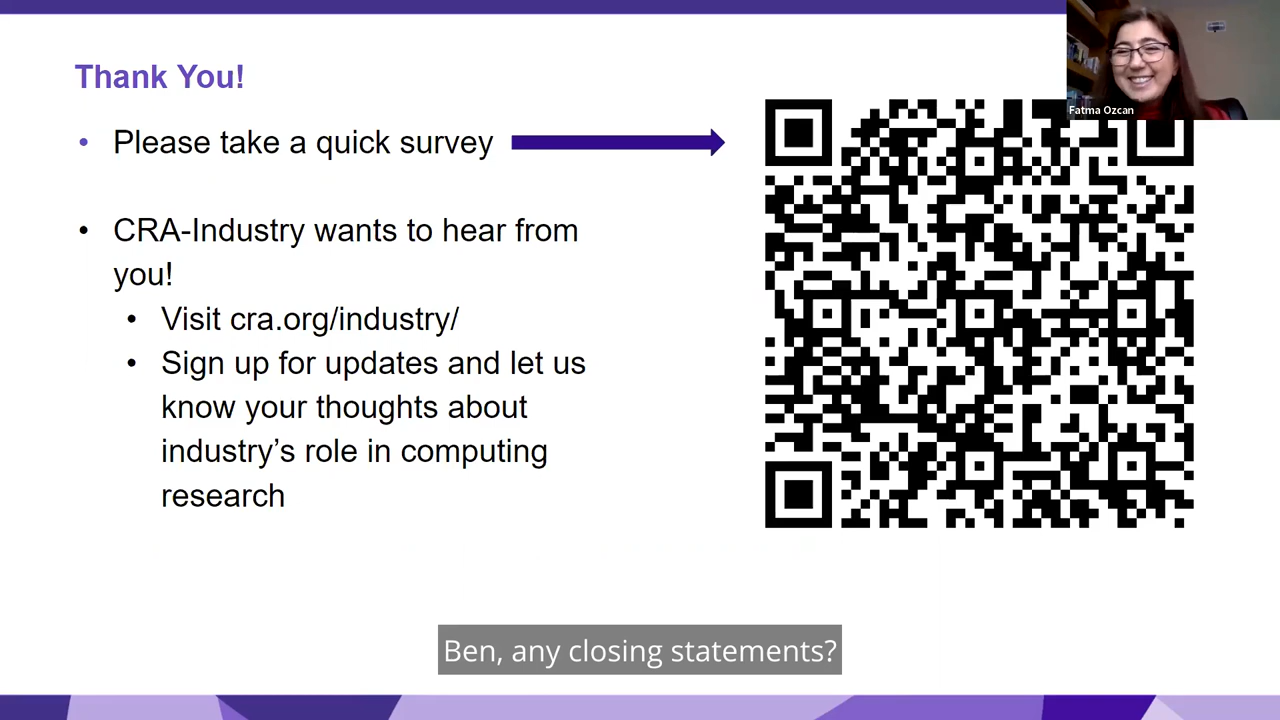 Thank You!
Fatma Ozcan
• Please take a quick survey
• CRA-Industry wants to hear from
you!
• Visit cra.org/industry/
• Sign up for updates and let us
know your thoughts about
industry’s role in computing
research
Ben, any closing statements?